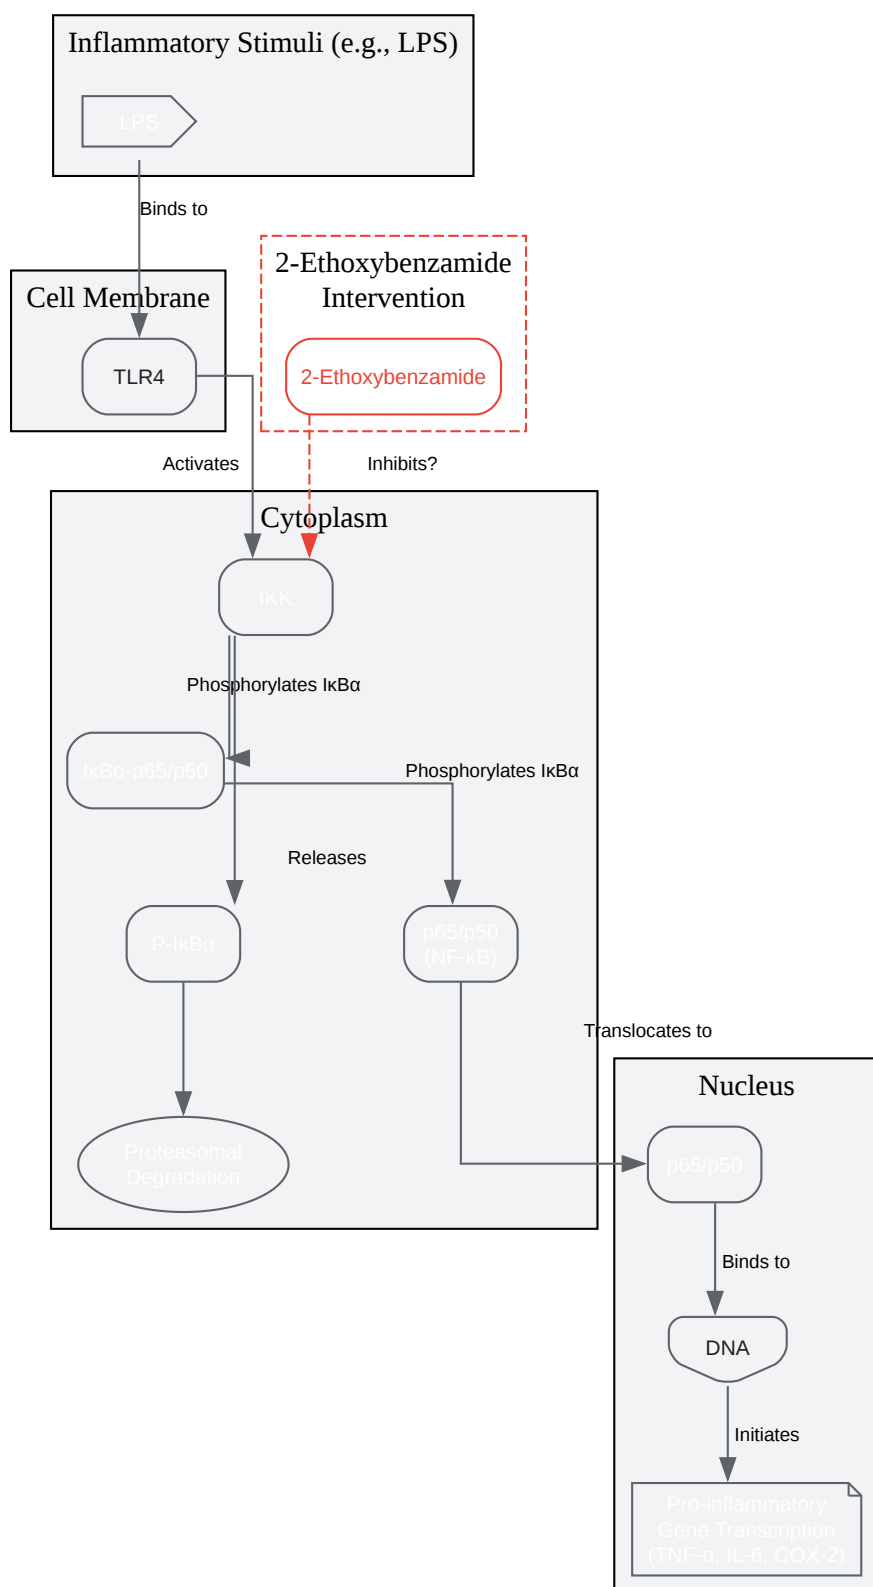 Inflammatory Stimuli (e.g., LPS)
LPS
Binds to
2-Ethoxybenzamide
Intervention
2-Ethoxybenzamide
Cell Membrane
TLR4
Activates
Inhibits?
Cytoplasm
IKK
Phosphorylates IκBα
IκBα-p65/p50
Phosphorylates IκBα
Releases
P-IκBα
p65/p50
(NF-κB)
Translocates to
Proteasomal
Degradation
Nucleus
p65/p50
Binds to
DNA
Initiates
Pro-inflammatory
Gene Transcription
(TNF-α, IL-6, COX-2)